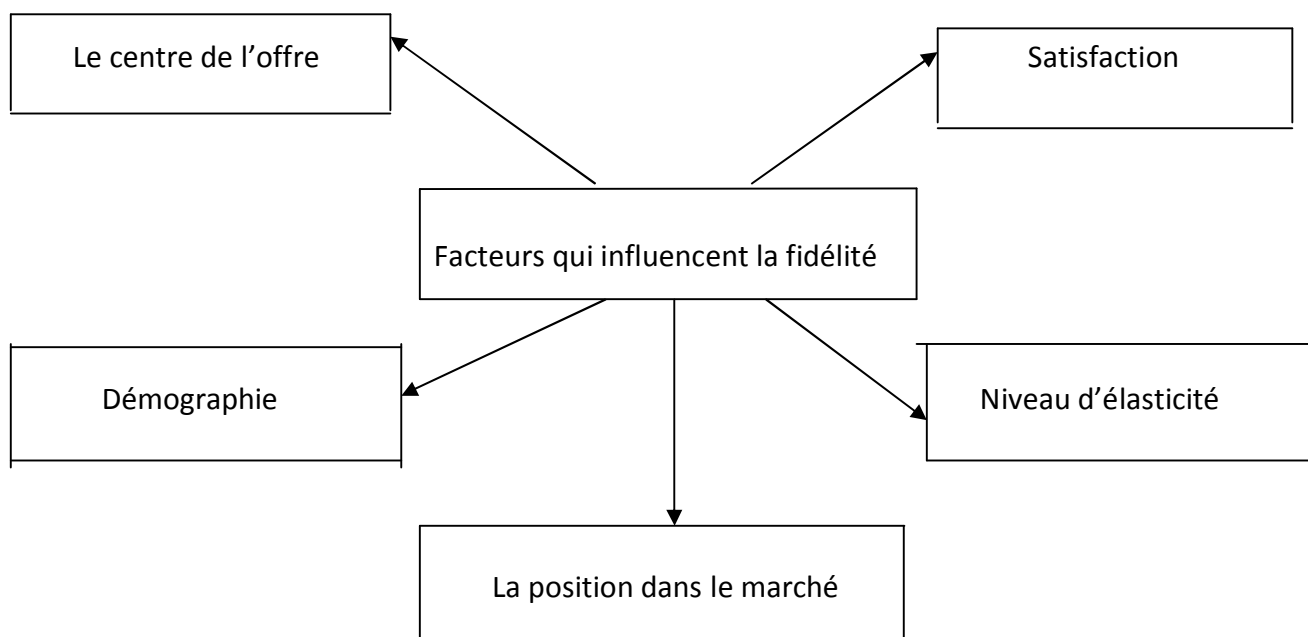 Le centre de l’offre
Satisfaction
Facteurs qui influencent la fidélité
Démographie
Niveau d’élasticité
La position dans le marché